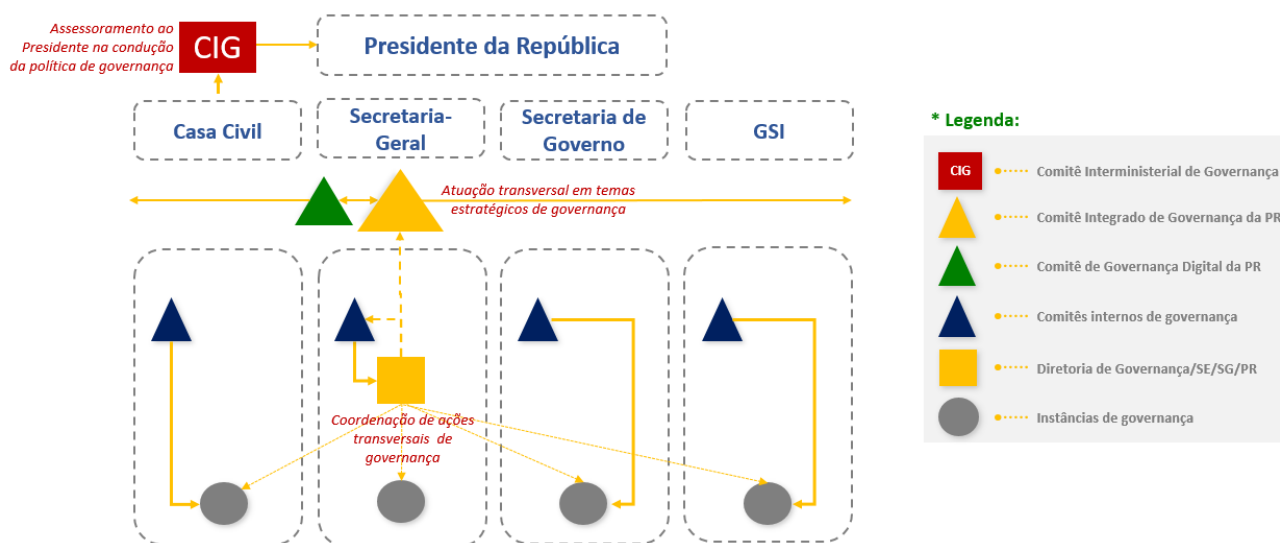 Assessoramento ao
Presidente na condução
da política de governança
CIG
Presidente da República
Casa Civil
Secretaria-
Geral
Secretaria de
Governo
GSI
Atuação transversal em temas
estratégicos de governança
Coordenação de ações
transversais de
governança
* Legenda:
CIG
Comitê Interministerial de Governança
Comitê Integrado de Governança da PR
Comitê de Governança Digital da PR
Comitês internos de governança
Diretoria de Governança/SE/SG/PR
Instâncias de governança